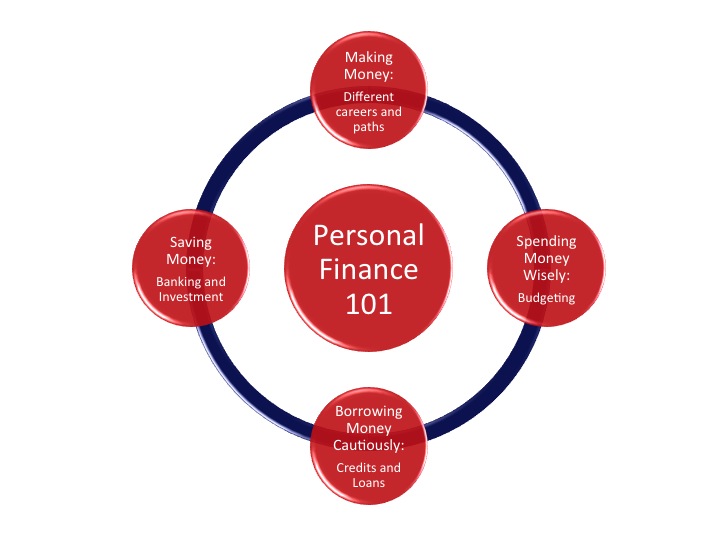 Making
Money:
Different
careers and
paths
Saving
Money:
Banking and
Investment
Personal
Finance
101
Spending
Money
Wisely:
Budgeting
Borrowing
Money
Cautiously:
Credits and
Loans